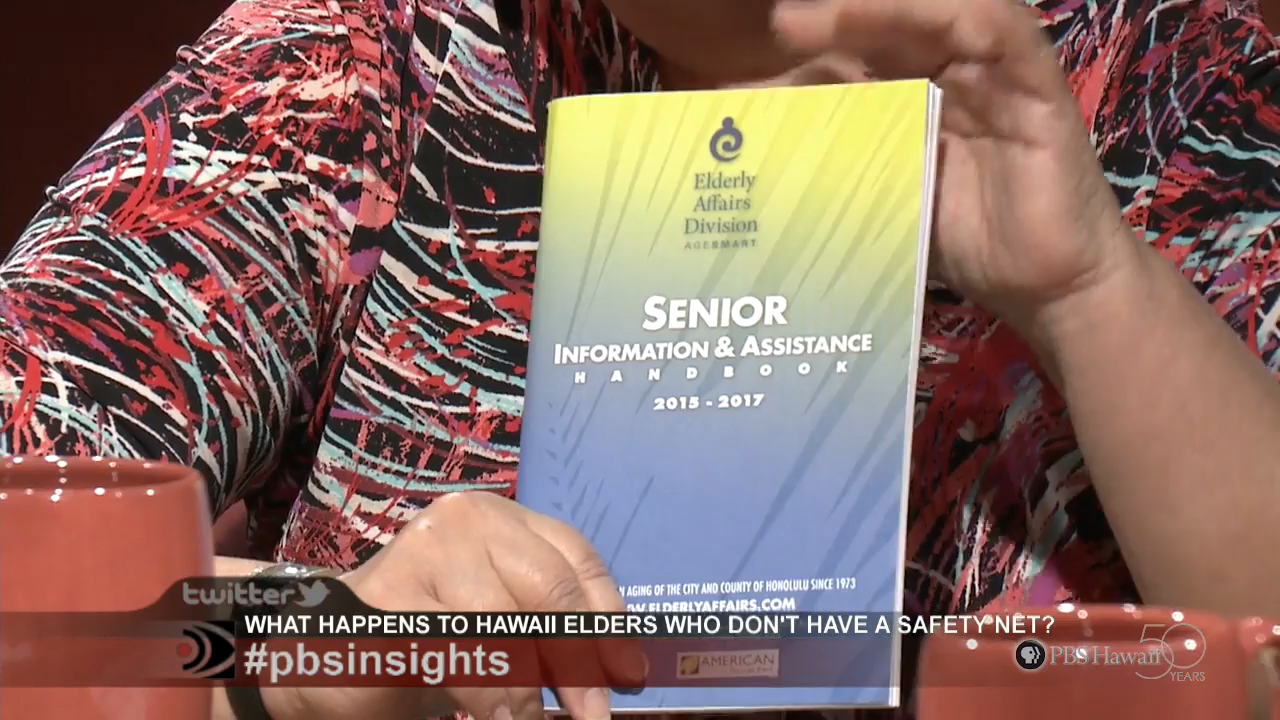 Elderly
Affairs
Division
AGESMART
SENIOR
INFORMATION & ASSISTANCE
HANDBOOK
2015 - 2017
AGING OF THE CITY AND COUNTY OF HONOLULU SINCE 1973
.ELDERLYAFFAIRS.COM
twitter
WHAT HAPPENS TO HAWAII ELDERS WHO DON'T HAVE A SAFETY NET?
#pbsinsights
PBS Hawaii 50
YEARS
AMERICAN